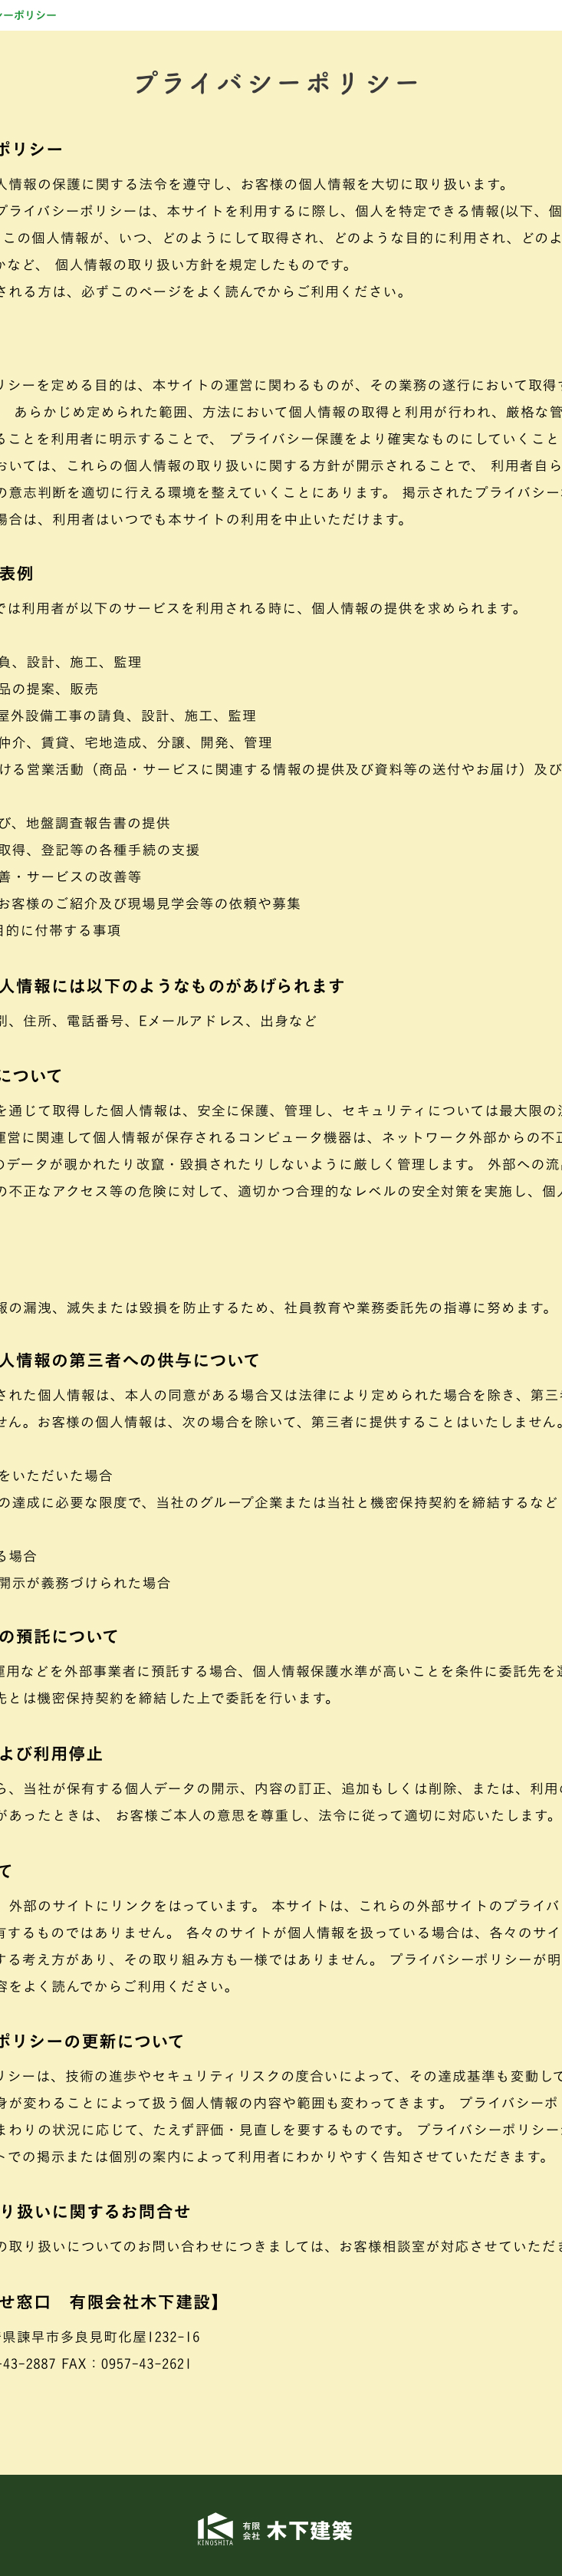 シーポリシー
プライバシーポリシー
ポリシー
人情報の保護に関する法令を遵守し、お客様の個人情報を大切に取り扱います。
プライバシーポリシーは、本サイトを利用するに際し、個人を特定できる情報(以下、個
この個人情報が、いつ、どのようにして取得され、どのような目的に利用され、どのよ
かなど、 個人情報の取り扱い方針を規定したものです。
される方は、必ずこのページをよく読んでからご利用ください。
リシーを定める目的は、本サイトの運営に関わるものが、その業務の遂行において取得す
あらかじめ定められた範囲、方法において個人情報の取得と利用が行われ、厳格な管
ることを利用者に明示することで、 プライバシー保護をより確実なものにしていくこと
おいては、これらの個人情報の取り扱いに関する方針が開示されることで、 利用者自ら
の意志判断を適切に行える環境を整えていくことにあります。 掲示されたプライバシー
場合は、利用者はいつでも本サイトの利用を中止いただけます。
表例
では利用者が以下のサービスを利用される時に、個人情報の提供を求められます。
負、設計、施工、監理
品の提案、販売
屋外設備工事の請負、設計、施工、監理
仲介、賃貸、宅地造成、分譲、開発、管理
ける営業活動（商品・サービスに関連する情報の提供及び資料等の送付やお届け）及び
び、地盤調査報告書の提供
取得、登記等の各種手続の支援
善・サービスの改善等
お客様のご紹介及び現場見学会等の依頼や募集
目的に付帯する事項
人情報には以下のようなものがあげられます
別、住所、電話番号、Eメールアドレス、出身など
について
を通じて取得した個人情報は、安全に保護、管理し、セキュリティについては最大限の注
運営に関連して個人情報が保存されるコンピュータ機器は、ネットワーク外部からの不正
のデータが覗かれたり改竄・毀損されたりしないように厳しく管理します。 外部への流出
の不正なアクセス等の危険に対して、適切かつ合理的なレベルの安全対策を実施し、個人
報の漏洩、滅失または毀損を防止するため、社員教育や業務委託先の指導に努めます。
人情報の第三者への供与について
された個人情報は、本人の同意がある場合又は法律により定められた場合を除き、第三者
せん。お客様の個人情報は、次の場合を除いて、第三者に提供することはいたしません。
をいただいた場合
の達成に必要な限度で、当社のグループ企業または当社と機密保持契約を締結するなど
る場合
開示が義務づけられた場合
の預託について
運用などを外部事業者に預託する場合、個人情報保護水準が高いことを条件に委託先を選
先とは機密保持契約を締結した上で委託を行います。
よび利用停止
ら、当社が保有する個人データの開示、内容の訂正、追加もしくは削除、または、利用の
があったときは、 お客様ご本人の意思を尊重し、法令に従って適切に対応いたします。
て
外部のサイトにリンクをはっています。 本サイトは、これらの外部サイトのプライバ
有するものではありません。 各々のサイトが個人情報を扱っている場合は、各々のサイ
する考え方があり、その取り組み方も一様ではありません。 プライバシーポリシーが明
容をよく読んでからご利用ください。
ポリシーの更新について
リシーは、技術の進歩やセキュリティリスクの度合いによって、その達成基準も変動して
身が変わることによって扱う個人情報の内容や範囲も変わってきます。 プライバシーポ
まわりの状況に応じて、たえず評価・見直しを要するものです。 プライバシーポリシー
トでの掲示または個別の案内によって利用者にわかりやすく告知させていただきます。
り扱いに関するお問合せ
の取り扱いについてのお問い合わせにつきましては、お客様相談室が対応させていただき
せ窓口　有限会社木下建設】
県諫早市多良見町化屋1232-16
-43-2887 FAX：0957-43-2621
KINOSHITA 有限会社 木下建築